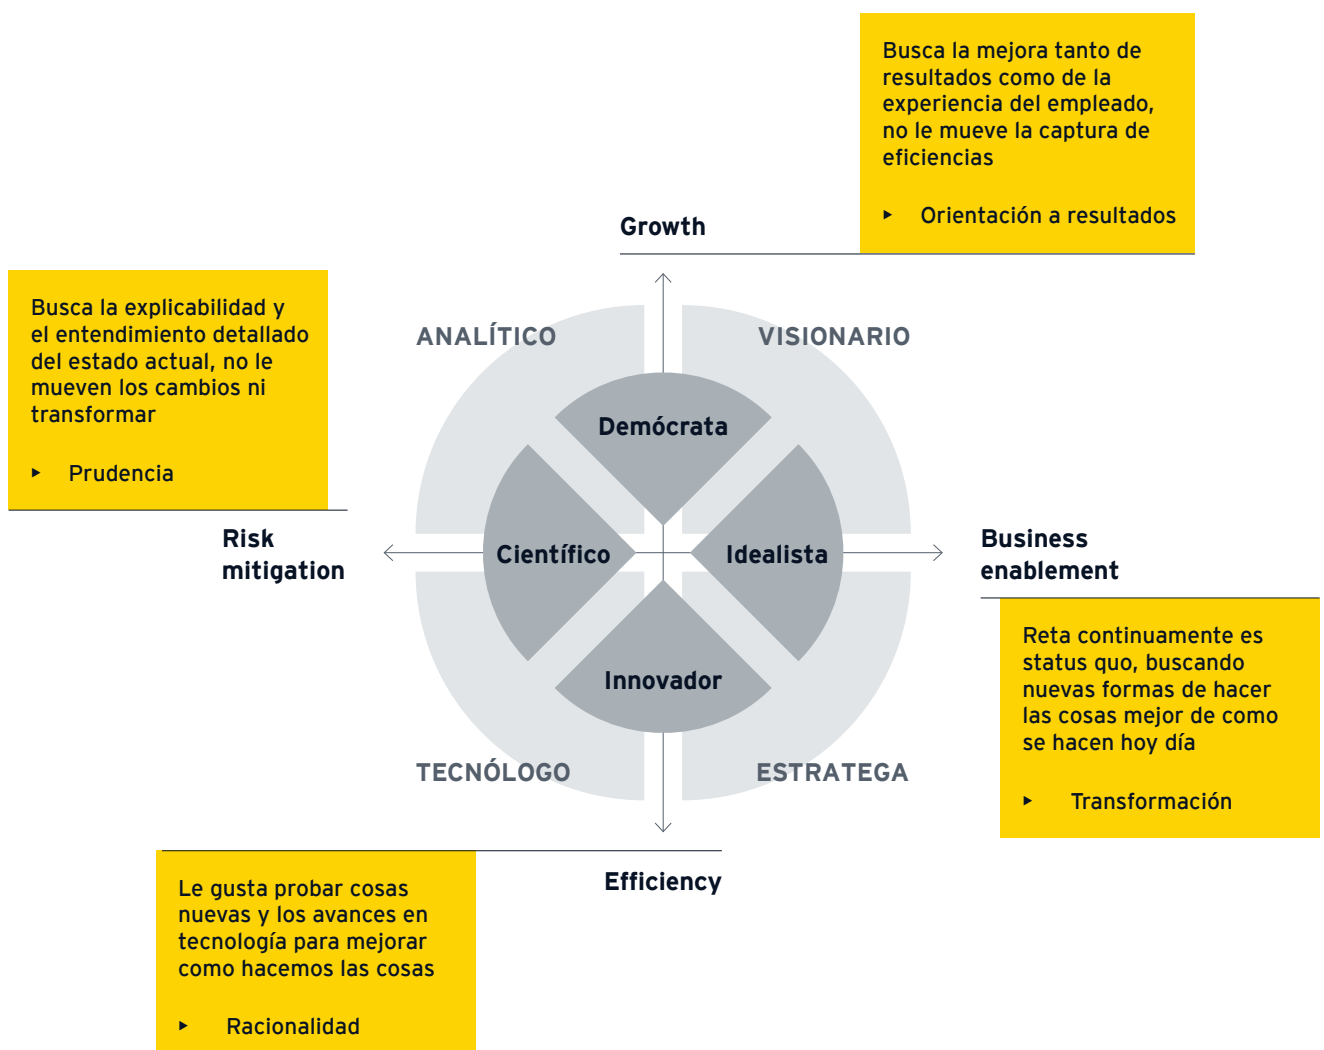 Busca la mejora tanto de
resultados como de la
experiencia del empleado,
no le mueve la captura de
eficiencias
▸ Orientación a resultados
Growth
Busca la explicabilidad y
el entendimiento detallado
del estado actual, no le
mueven los cambios ni
transformar
▸ Prudencia
ANALÍTICO
VISIONARIO
Demócrata
Risk
mitigation
Científico
Idealista
Business
enablement
Innovador
Reta continuamente es
status quo, buscando
nuevas formas de hacer
las cosas mejor de como
se hacen hoy día
▸ Transformación
TECNÓLOGO
ESTRATEGA
Efficiency
Le gusta probar cosas
nuevas y los avances en
tecnología para mejorar
como hacemos las cosas
▸ Racionalidad